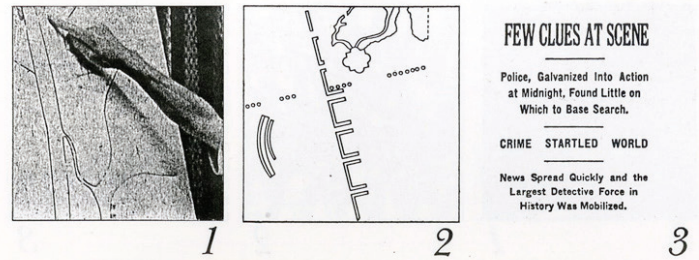 FEW CLUES AT SCENE
Police, Galvanized Into Action
at Midnight, Found Little on
Which to Base Search.
CRIME STARTLED WORLD
News Spread Quickly and the
Largest Detective Force in
History Was Mobilized.
1
2
3